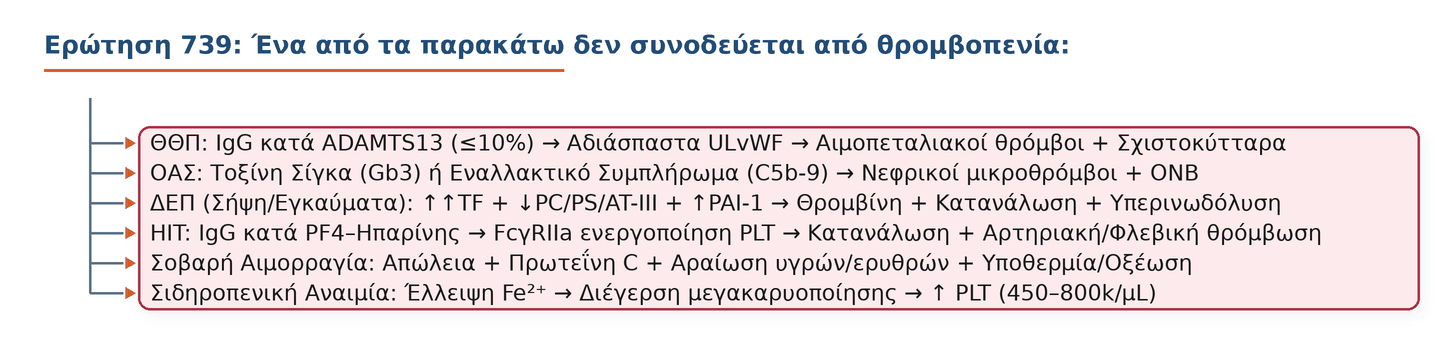 Ερώτηση 739: Ένα από τα παρακάτω δεν συνοδεύεται από θρομβοπενία:
ΘΘΠ: IgG κατά ADAMTS13 (≤10%) → Αδιάσπαστα ULvWF → Αιμοπεταλιακοί θρόμβοι + Σχιστοκύτταρα
ΟΑΣ: Τοξίνη Σίγκα (Gb3) ή Εναλλακτικό Συμπλήρωμα (C5b-9) → Νεφρικοί μικροθρόμβοι + ΟΝΒ
ΔΕΠ (Σήψη/Εγκαύματα): ↑↑TF + ↓PC/PS/AT-III + ↑PAI-1 → Θρομβίνη + Κατανάλωση + Υπερινωδόλυση
HIT: IgG κατά PF4–Ηπαρίνης → FcγRIIa ενεργοποίηση PLT → Κατανάλωση + Αρτηριακή/Φλεβική θρόμβωση
Σοβαρή Αιμορραγία: Απώλεια + Πρωτεΐνη C + Αραίωση υγρών/ερυθρών + Υποθερμία/Οξέωση
Σιδηροπενική Αναιμία: Έλλειψη Fe²⁺ → Διέγερση μεγακαρυοποίησης → ↑ PLT (450–800k/μL)